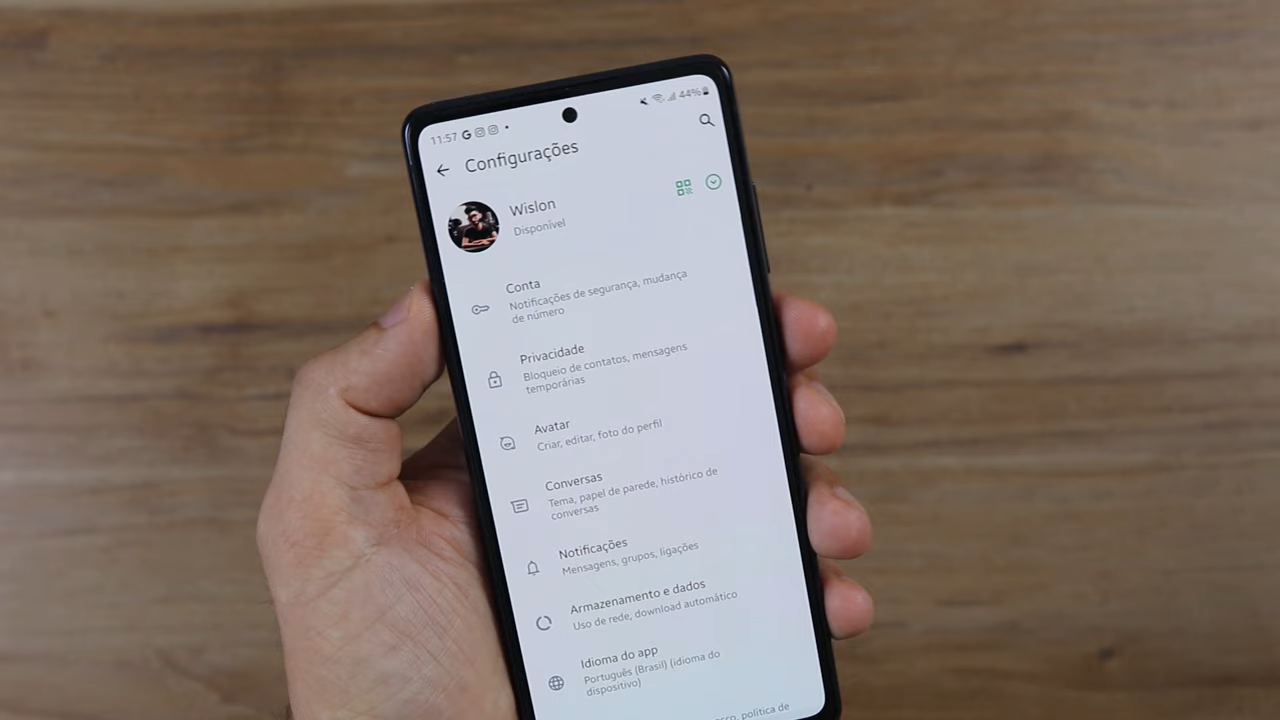 11:57 G
44%
Configurações
Wislon
Disponível
Conta
Notificações de segurança, mudança
de número
Privacidade
Bloqueio de contatos, mensagens
temporárias
Avatar
Criar, editar, foto do perfil
Conversas
Tema, papel de parede, histórico de
conversas
Notificações
Mensagens, grupos, ligações
Armazenamento e dados
Uso de rede, download automático
Idioma do app
Português (Brasil) (idioma do
dispositivo)
política de